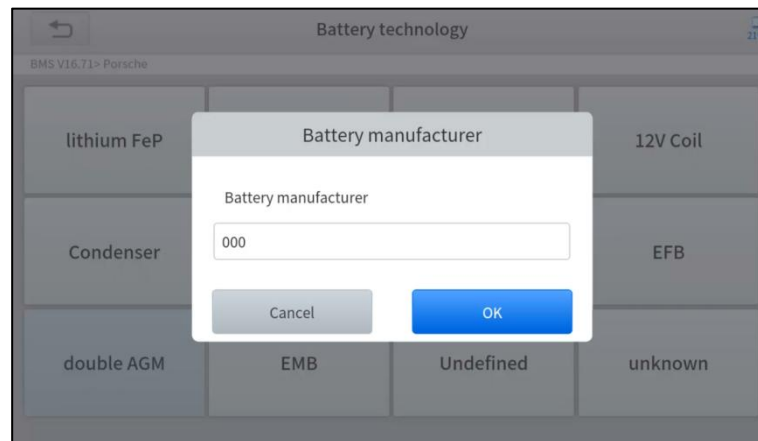 Battery technology
BMS V16.71> Porsche
lithium FeP
12V Coil
Battery manufacturer
Battery manufacturer
000
Cancel
OK
Condenser
EFB
double AGM
EMB
Undefined
unknown